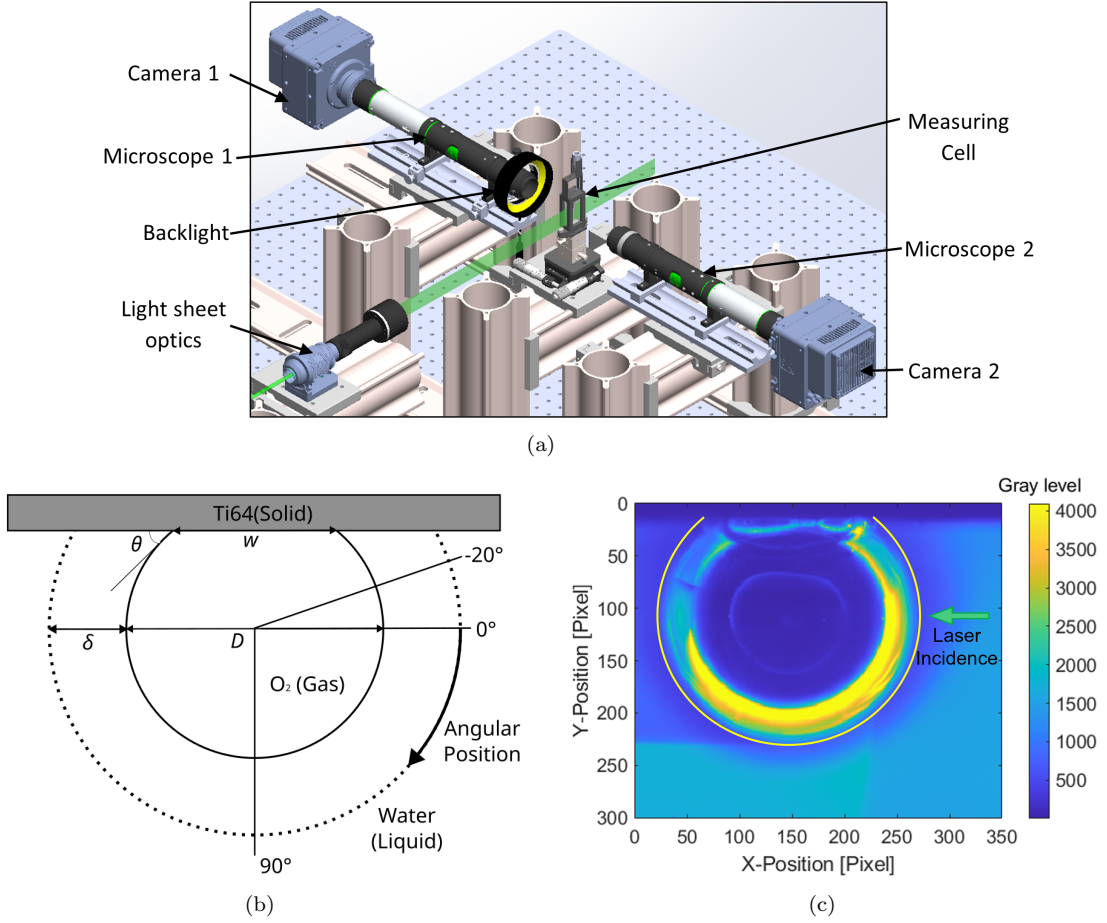 Camera 1
Microscope 1
Backlight
Light sheet
optics
Measuring
Cell
Microscope 2
Camera 2
(a)
Ti64(Solid)
θ
w
-20°
0°
δ
D
O₂ (Gas)
Angular
Position
Water
(Liquid)
90°
(b)
Gray level
0
50
100
150
200
250
300
Y-Position [Pixel]
0 50 100 150 200 250 300 350
X-Position [Pixel]
Laser
Incidence
4000
3500
3000
2500
2000
1500
1000
500
(c)